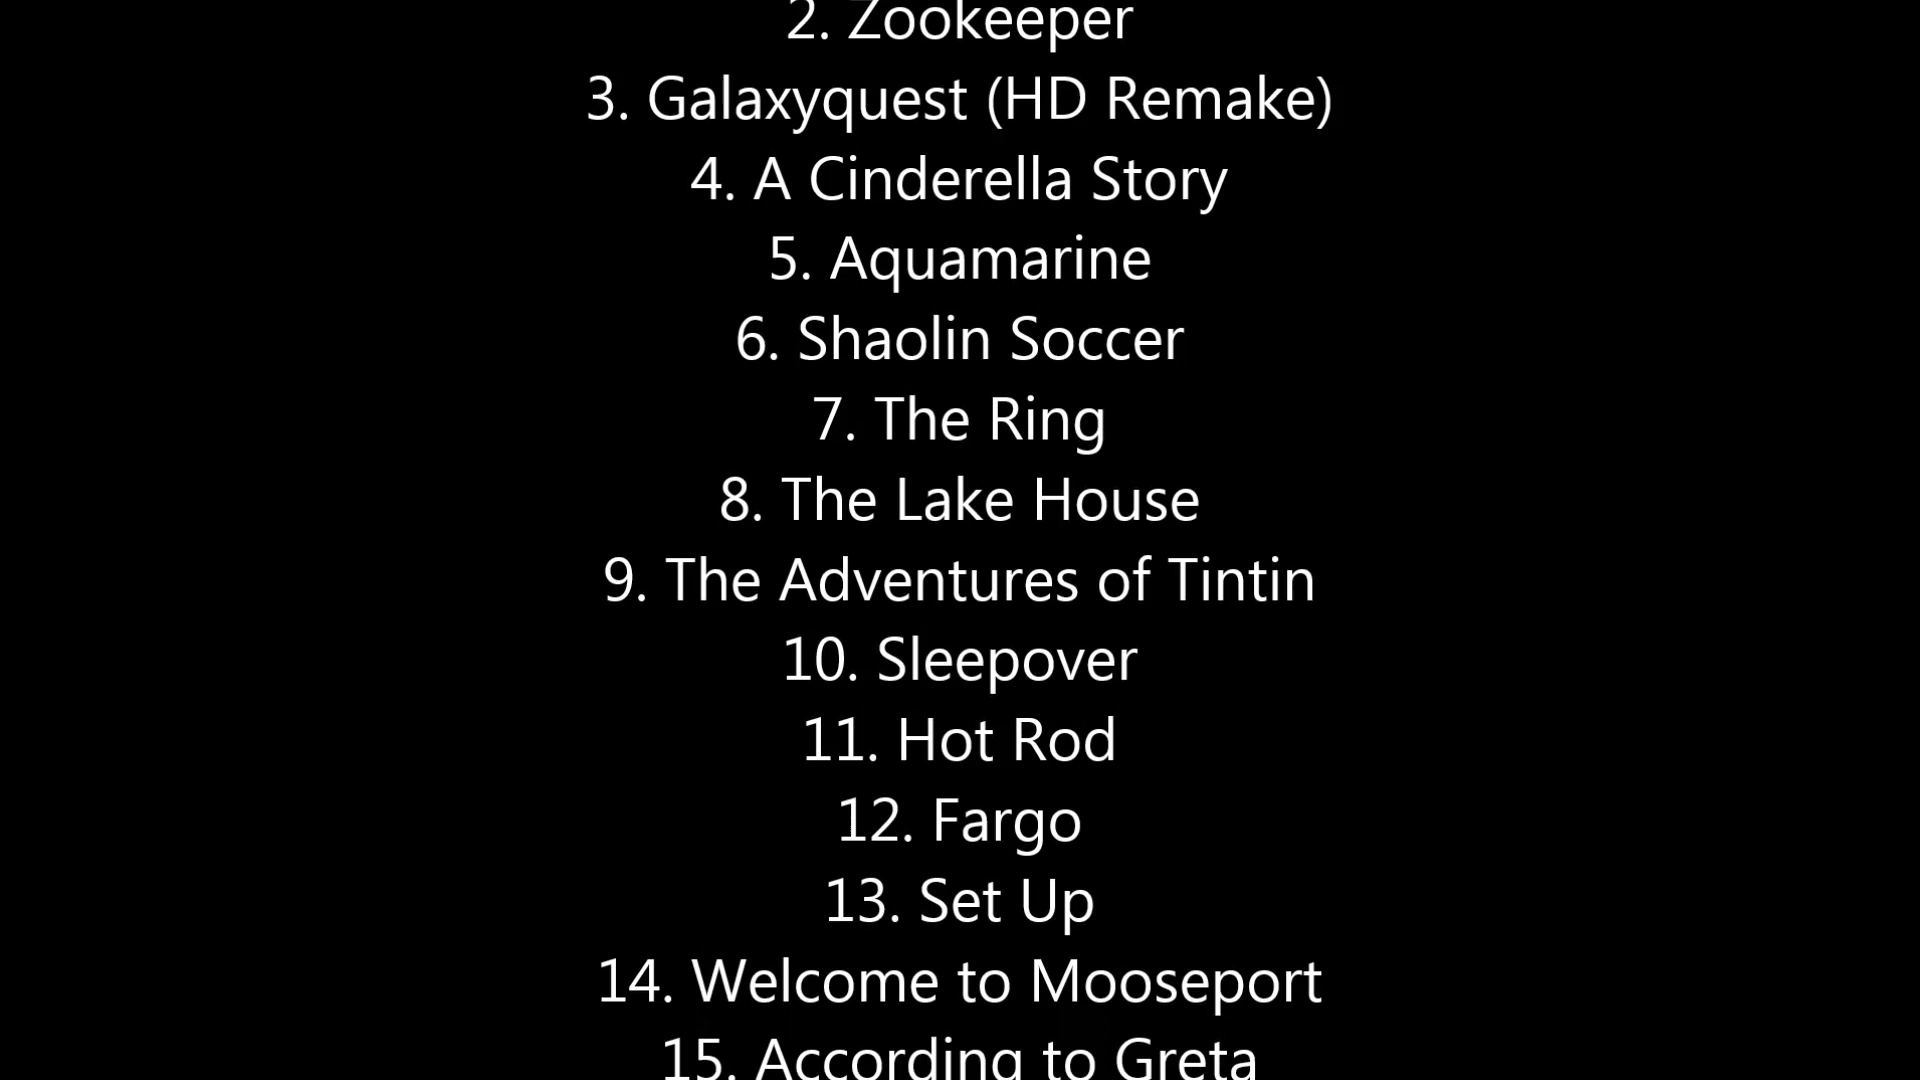 2. Zookeeper
3. Galaxyquest (HD Remake)
4. A Cinderella Story
5. Aquamarine
6. Shaolin Soccer
7. The Ring
8. The Lake House
9. The Adventures of Tintin
10. Sleepover
11. Hot Rod
12. Fargo
13. Set Up
14. Welcome to Mooseport
15. According to Greta